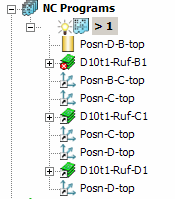 NC Programs
> 1
Posn-D-B-top
D10t1-Ruf-B1
Posn-B-C-top
Posn-C-top
D10t1-Ruf-C1
Posn-C-top
Posn-D-top
D10t1-Ruf-D1
Posn-D-top